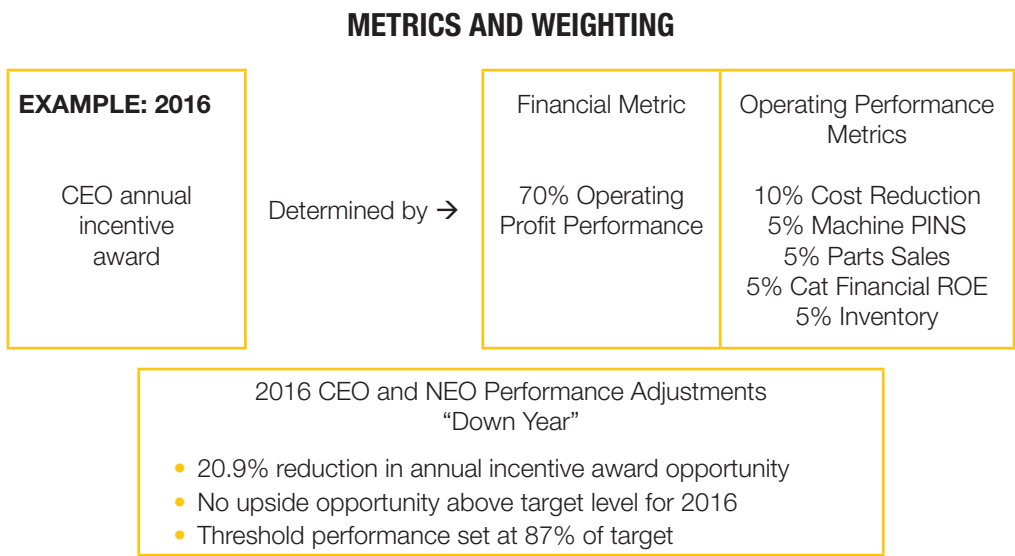 METRICS AND WEIGHTING
EXAMPLE: 2016
CEO annual
incentive
award
Determined by →
Financial Metric
70% Operating
Profit Performance
Operating Performance
Metrics
10% Cost Reduction
5% Machine PINS
5% Parts Sales
5% Cat Financial ROE
5% Inventory
2016 CEO and NEO Performance Adjustments
“Down Year”
• 20.9% reduction in annual incentive award opportunity
• No upside opportunity above target level for 2016
• Threshold performance set at 87% of target